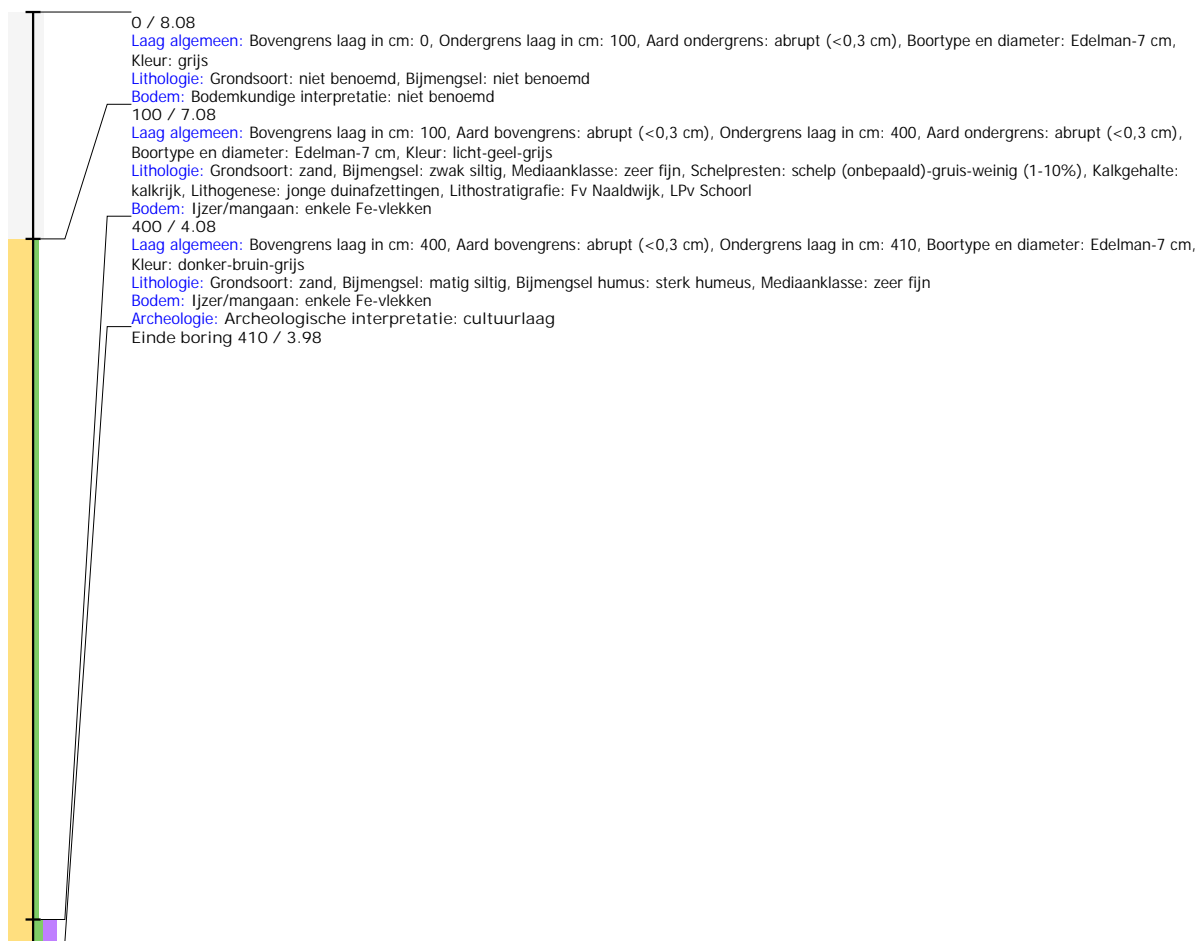 0 / 8.08
Laag algemeen: Bovengrens laag in cm: 0, Ondergrens laag in cm: 100, Aard ondergrens: abrupt (<0,3 cm), Boortype en diameter: Edelman-7 cm,
Kleur: grijs
Lithologie: Grondsoort: niet benoemd, Bijmengsel: niet benoemd
Bodem: Bodemkundige interpretatie: niet benoemd
100 / 7.08
Laag algemeen: Bovengrens laag in cm: 100, Aard bovengrens: abrupt (<0,3 cm), Ondergrens laag in cm: 400, Aard ondergrens: abrupt (<0,3 cm),
Boortype en diameter: Edelman-7 cm, Kleur: licht-geel-grijs
Lithologie: Grondsoort: zand, Bijmengsel: zwak siltig, Mediaanklasse: zeer fijn, Schelpresten: schelp (onbepaald)-gruis-weinig (1-10%), Kalkgehalte:
kalkrijk, Lithogenese: jonge duinafzettingen, Lithostratigrafie: Fv Naaldwijk, LPv Schoorl
Bodem: Ijzer/mangaan: enkele Fe-vlekken
400 / 4.08
Laag algemeen: Bovengrens laag in cm: 400, Aard bovengrens: abrupt (<0,3 cm), Ondergrens laag in cm: 410, Boortype en diameter: Edelman-7 cm,
Kleur: donker-bruin-grijs
Lithologie: Grondsoort: zand, Bijmengsel: matig siltig, Bijmengsel humus: sterk humeus, Mediaanklasse: zeer fijn
Bodem: Ijzer/mangaan: enkele Fe-vlekken
Archeologie: Archeologische interpretatie: cultuurlaag
Einde boring 410 / 3.98